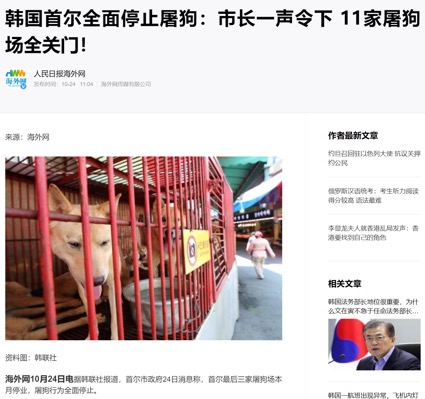 韩国首尔全面停止屠狗：市长一声令下 11家屠狗
场全关门！
海外网
人民日报海外网
发布时间：10-24 11:04 海外网传媒有限公司
来源：海外网
资料图：韩联社
海外网10月24日电据韩联社报道，首尔市政府24日消息称，首尔最后三家屠狗场本
月停业，屠狗行为全面停止。
作者最新文章
约旦召回驻以色列大使 抗议关押
约公民
俄罗斯汉语统考：考生听力阅读
得分较高 语法最难
李显龙夫人就香港乱局发声：香
港要找到自己的角色
相关文章
韩国法务部长地位很重要，为什
么文在寅不急于任命法务部长…
韩国一航班出现异常，飞机内灯